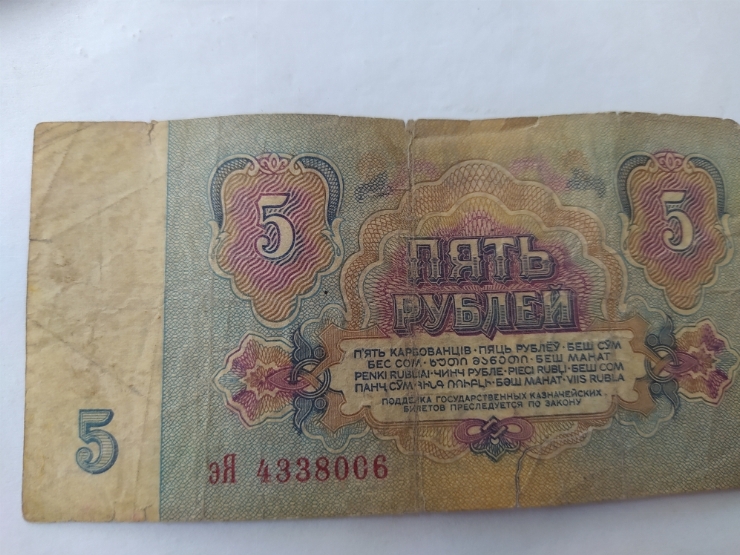 5 5
ПЯТЬ
РУБЛЕЙ
П'ЯТЬ КАРБОВАНЦІВ · ПЯЦЬ РУБЛЁЎ · БЕШ СЎМ
БЕС СОМ · ხუთი მანეთი · БЕШ МАНАТ
PENKI RUBLIAI · ЧИНЧ РУБЛЕ · PIECI RUBĻI · БЕШ СОМ
ПАНҶ СӮМ · ՀԻՆԳ ՌՈՒԲԼԻ · БЕШ МАНАТ · VIIS RUBLA
ПОДДЕЛКА ГОСУДАРСТВЕННЫХ КАЗНАЧЕЙСКИХ
БИЛЕТОВ ПРЕСЛЕДУЕТСЯ ПО ЗАКОНУ
5
эЯ 4338006